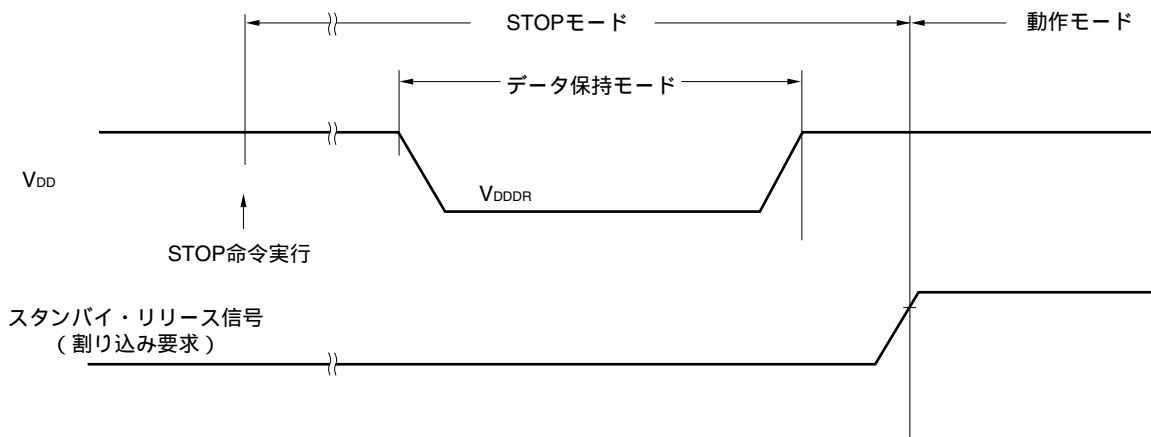 STOPモード
動作モード
データ保持モード
VDD
VDDDR
STOP命令実行
スタンバイ・リリース信号
（割り込み要求）